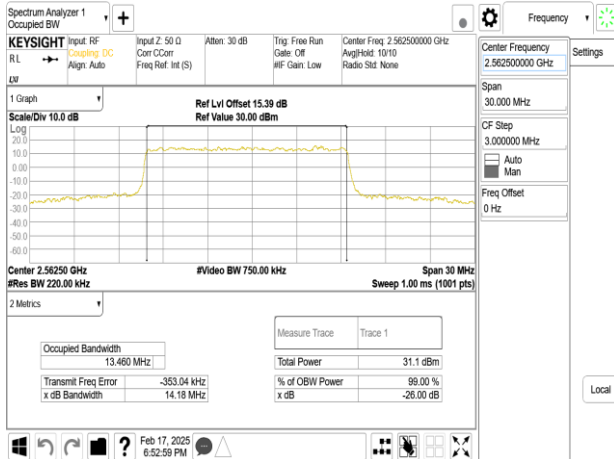 Spectrum Analyzer 1
Occupied BW
Frequency
KEYSIGHT
RL
LXI
Input: RF
Coupling: DC
Align: Auto
Input Z: 50 Ω
Corr CCorr
Freq Ref: Int (S)
Atten: 30 dB
Trig: Free Run
Gate: Off
#IF Gain: Low
Center Freq: 2.562500000 GHz
Avg|Hold: 10/10
Radio Std: None
Center Frequency
2.562500000 GHz
Settings
Span
30.000 MHz
CF Step
3.000000 MHz
Auto
Man
Freq Offset
0 Hz
Local
1 Graph
Scale/Div 10.0 dB
Ref Lvl Offset 15.39 dB
Ref Value 30.00 dBm
Log
20.0
10.0
0.00
-10.0
-20.0
-30.0
-40.0
-50.0
-60.0
Center 2.56250 GHz
#Video BW 750.00 kHz
Span 30 MHz
#Res BW 220.00 kHz
Sweep 1.00 ms (1001 pts)
2 Metrics
Measure Trace
Trace 1
Occupied Bandwidth
13.460 MHz
Total Power
31.1 dBm
Transmit Freq Error
-353.04 kHz
% of OBW Power
99.00 %
x dB Bandwidth
14.18 MHz
x dB
-26.00 dB
?
Feb 17, 2025
6:52:59 PM